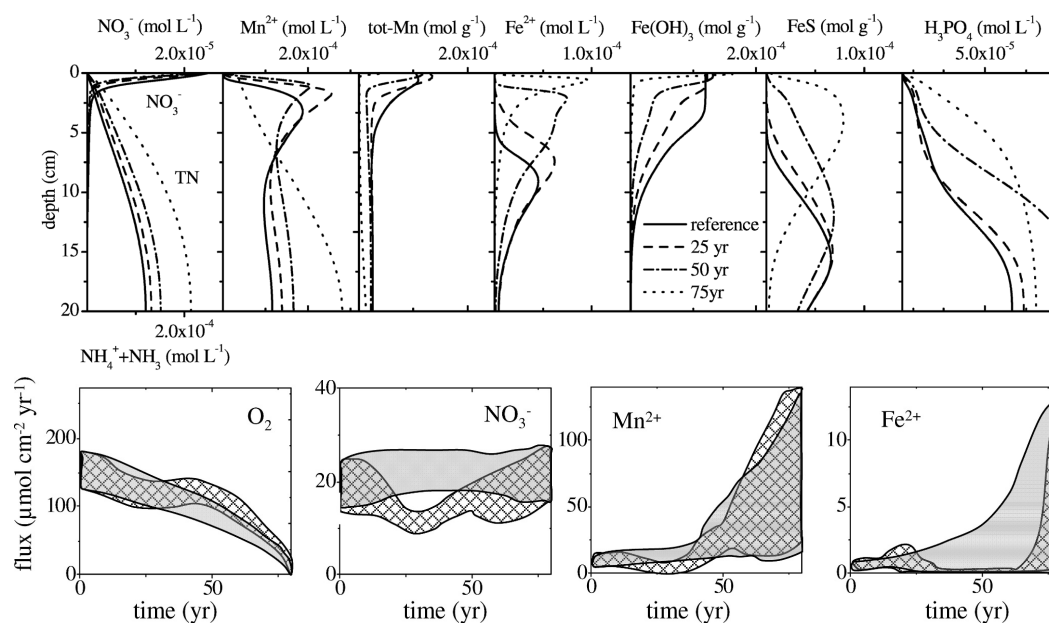 NO₃⁻ (mol L⁻¹) Mn²⁺ (mol L⁻¹) tot-Mn (mol g⁻¹) Fe²⁺ (mol L⁻¹) Fe(OH)₃ (mol g⁻¹) FeS (mol g⁻¹) H₃PO₄ (mol L⁻¹)
2.0x10⁻⁵ 2.0x10⁻⁴ 2.0x10⁻⁴ 1.0x10⁻⁴ 2.0x10⁻⁴ 1.0x10⁻⁴ 5.0x10⁻⁵
0
NO₃⁻
5
TN
depth (cm)
10
reference
25 yr
15
50 yr
75yr
20
2.0x10⁻⁴
NH₄⁺+NH₃ (mol L⁻¹)
flux (µmol cm⁻² yr⁻¹)
O₂
200
100
0
0 50
time (yr)
NO₃⁻
40
20
0
0 50
time (yr)
Mn²⁺
100
50
0
0 50
time (yr)
Fe²⁺
10
5
0
0 50
time (yr)